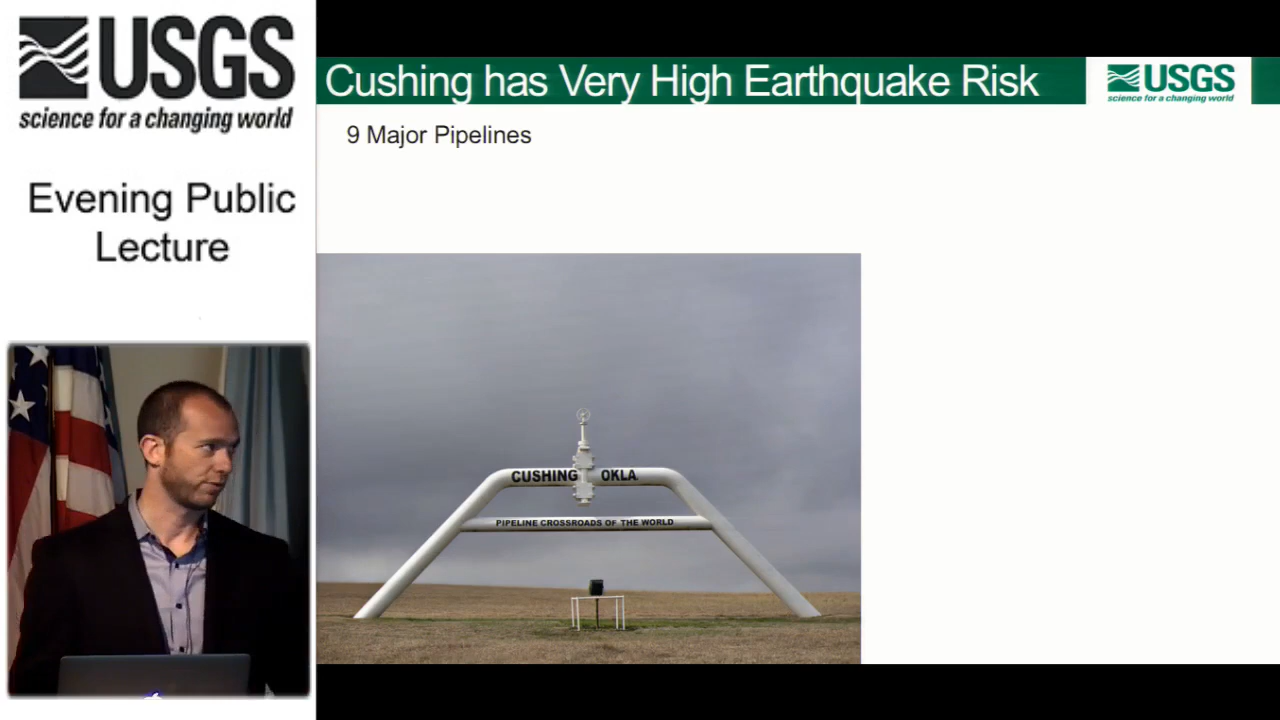 USGS
science for a changing world
Evening Public
Lecture
Cushing has Very High Earthquake Risk
USGS
science for a changing world
9 Major Pipelines
CUSHING OKLA.
PIPELINE CROSSROADS OF THE WORLD